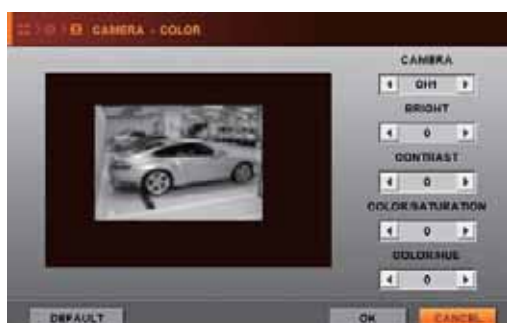 CAMERA - COLOR
CAMERA
CH1
BRIGHT
0
CONTRAST
0
COLOR/SATURATION
0
COLOR/HUE
0
DEFAULT
OK
CANCEL